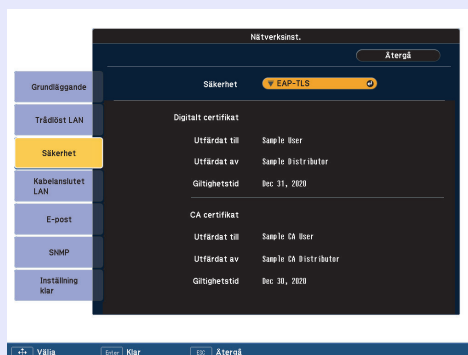 Nätverksinst.
Återgå
Grundläggande
Trådlöst LAN
Säkerhet
Kabelanslutet
LAN
E-post
SNMP
Inställning
klar
Säkerhet
EAP-TLS
Digitalt certifikat
Utfärdat till Sample User
Utfärdat av Sample Distributor
Giltighetstid Dec 31, 2020
CA certifikat
Utfärdat till Sample CA User
Utfärdat av Sample CA Distributor
Giltighetstid Dec 30, 2020
Välja Enter Klar ESC Återgå